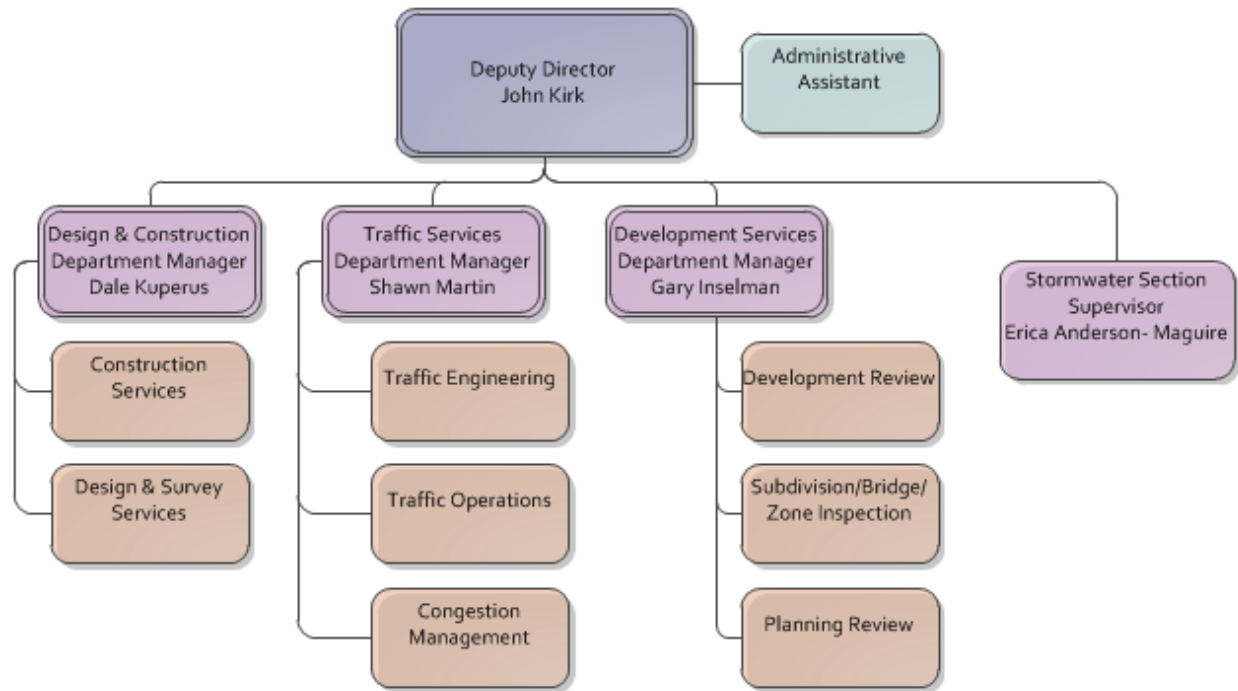 Deputy Director
John Kirk
Administrative
Assistant
Design & Construction
Department Manager
Dale Kuperus
Construction
Services
Design & Survey
Services
Traffic Services
Department Manager
Shawn Martin
Traffic Engineering
Traffic Operations
Congestion
Management
Development Services
Department Manager
Gary Inselman
Development Review
Subdivision/Bridge/
Zone Inspection
Planning Review
Stormwater Section
Supervisor
Erica Anderson- Maguire